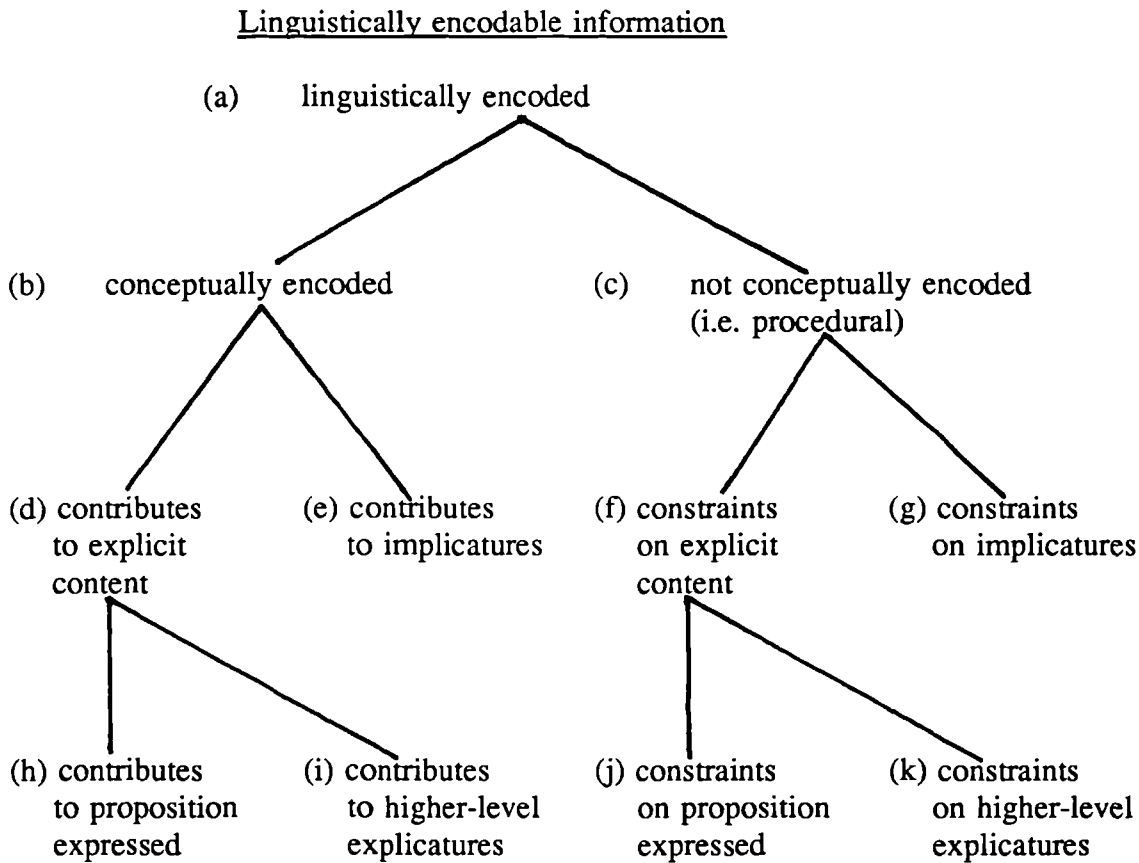 Linguistically encodable information
(a) linguistically encoded
(b) conceptually encoded
(c) not conceptually encoded
(i.e. procedural)
(d) contributes
to explicit
content
(e) contributes
to implicatures
(f) constraints
on explicit
content
(g) constraints
on implicatures
(h) contributes
to proposition
expressed
(i) contributes
to higher-level
explicatures
(j) constraints
on proposition
expressed
(k) constraints
on higher-level
explicatures